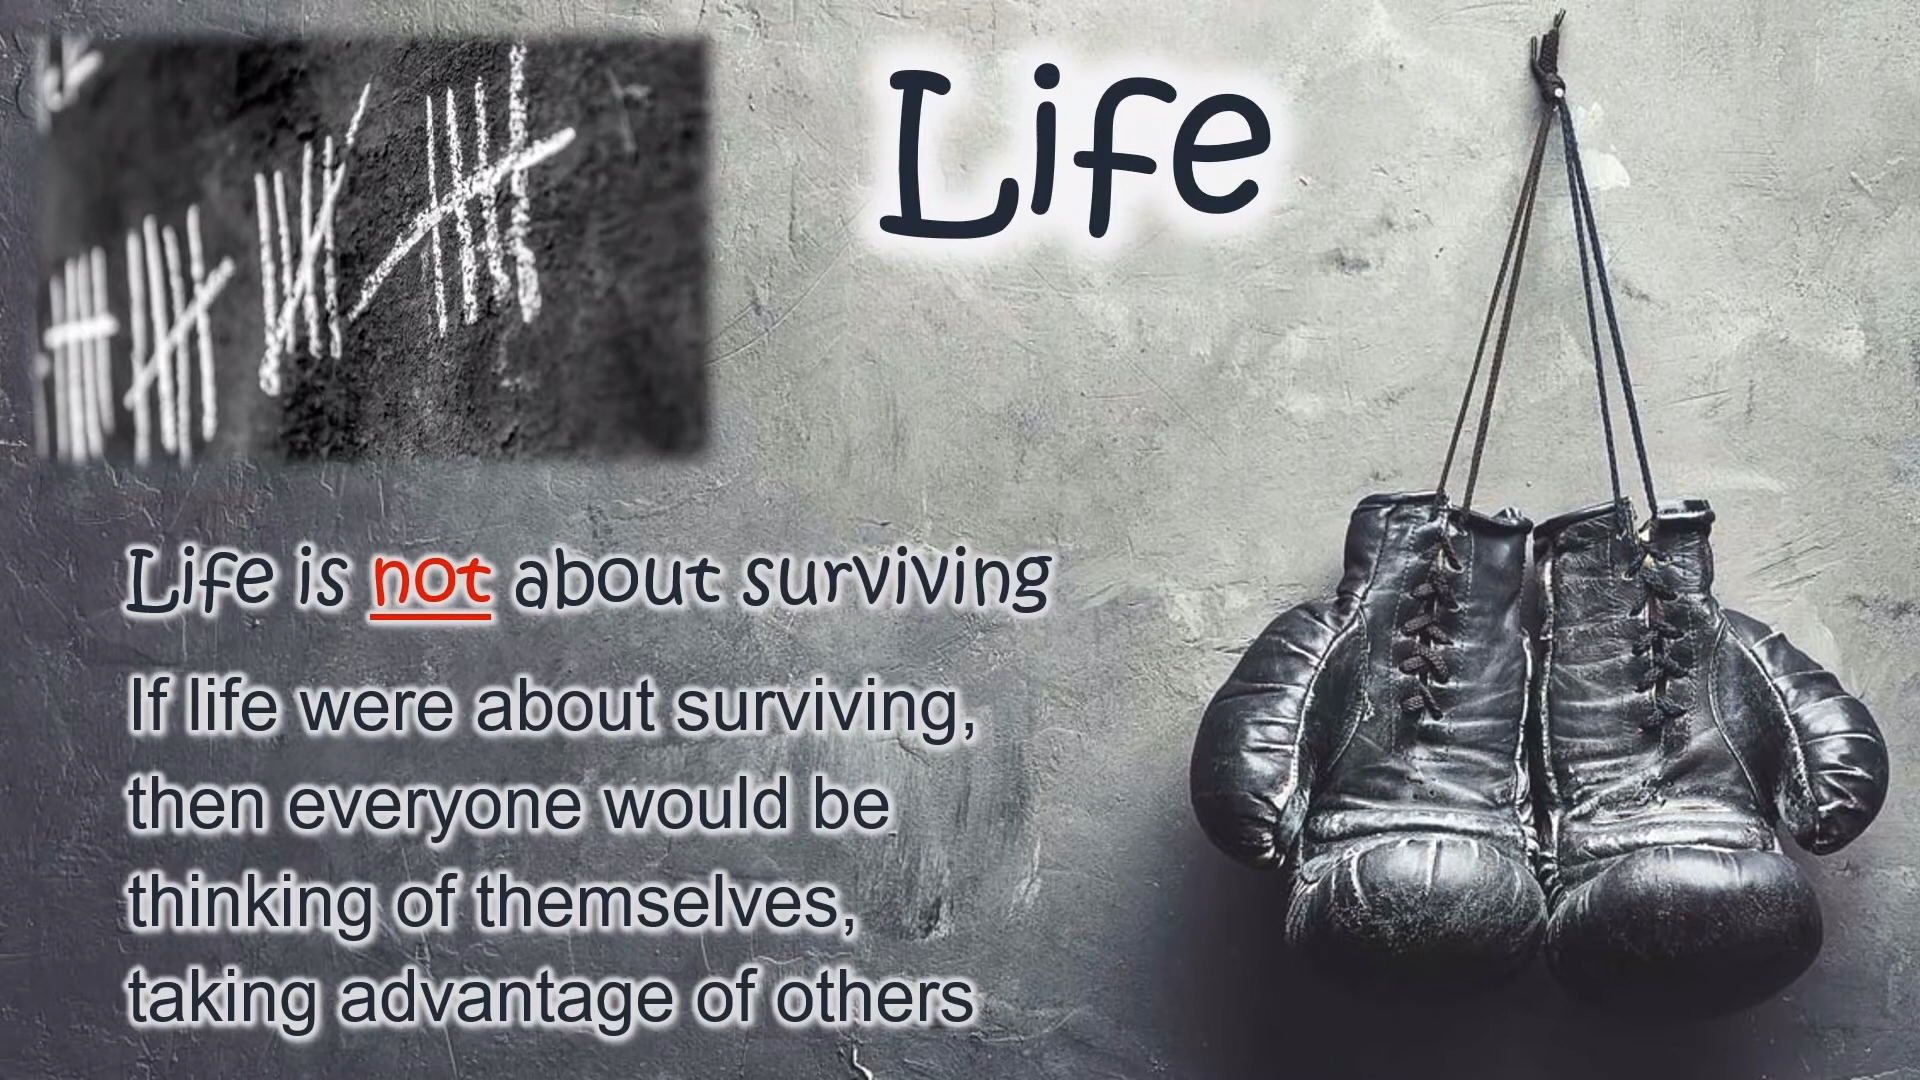 Life
Life is not about surviving
If life were about surviving,
then everyone would be
thinking of themselves,
taking advantage of others